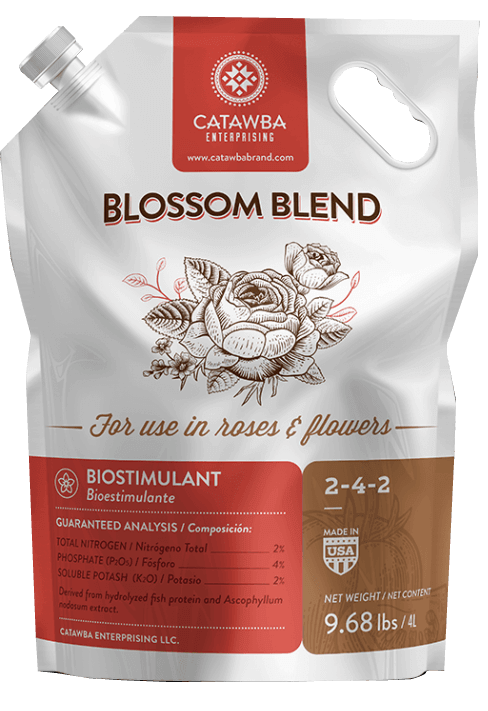 CATAWBA
ENTERPRISING
www.catawbabrand.com
BLOSSOM BLEND
For use in roses & flowers
BIOSTIMULANT
Bioestimulante
GUARANTEED ANALYSIS / Composición:
TOTAL NITROGEN / Nitrógeno Total 2%
PHOSPHATE (P₂O₅) / Fósforo 4%
SOLUBLE POTASH (K₂O) / Potasio 2%
Derived from hydrolyzed fish protein and Ascophyllum
nodosum extract.
CATAWBA ENTERPRISING LLC.
2-4-2
MADE IN
USA
NET WEIGHT / NET CONTENT
9.68 lbs / 4L